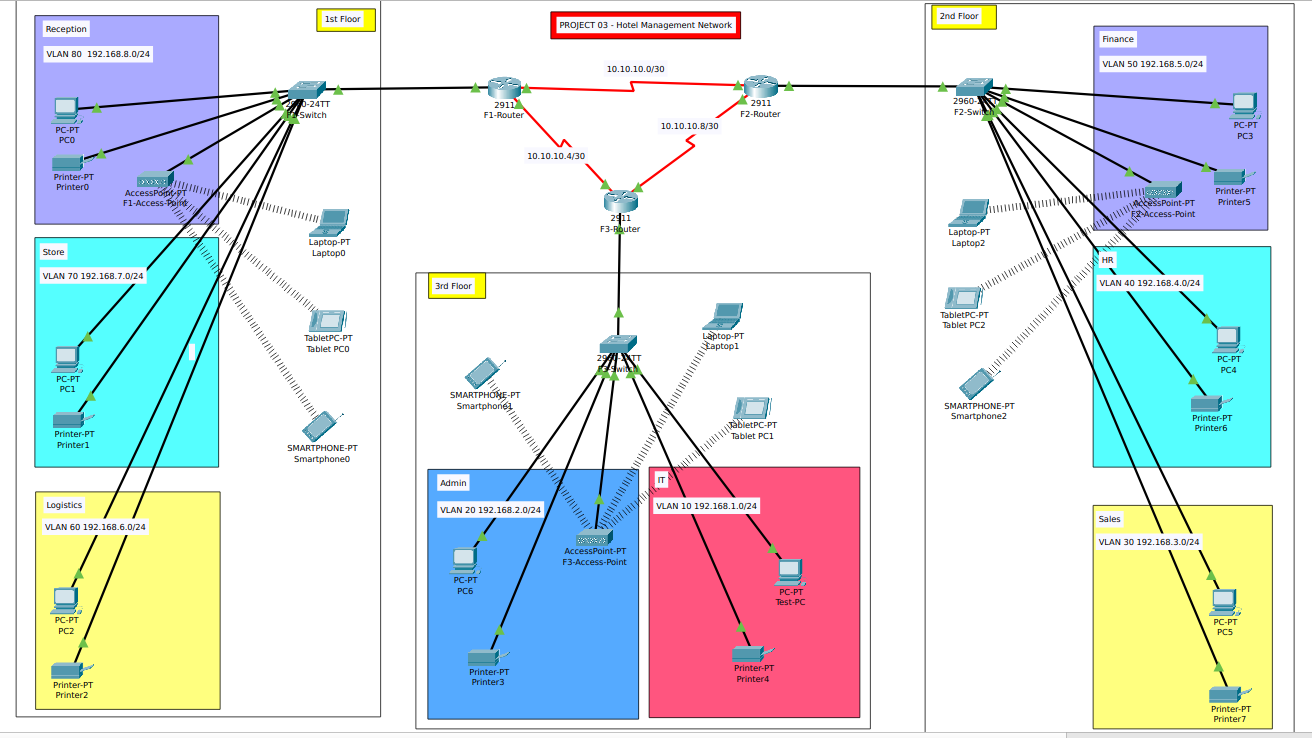 PROJECT 03 - Hotel Management Network
1st Floor
Reception
VLAN 80 192.168.8.0/24
PC-PT
PC0
Printer-PT
Printer0
AccessPoint-PT
F1-Access-Point
2960-24TT
F1-Switch
Laptop-PT
Laptop0
TabletPC-PT
Tablet PC0
SMARTPHONE-PT
Smartphone0
Store
VLAN 70 192.168.7.0/24
PC-PT
PC1
Printer-PT
Printer1
Logistics
VLAN 60 192.168.6.0/24
PC-PT
PC2
Printer-PT
Printer2
2911
F1-Router
10.10.10.0/30
2911
F2-Router
10.10.10.8/30
10.10.10.4/30
2911
F3-Router
3rd Floor
2960-24TT
F3-Switch
Laptop-PT
Laptop1
SMARTPHONE-PT
Smartphone1
TabletPC-PT
Tablet PC1
Admin
VLAN 20 192.168.2.0/24
PC-PT
PC6
AccessPoint-PT
F3-Access-Point
Printer-PT
Printer3
IT
VLAN 10 192.168.1.0/24
PC-PT
Test-PC
Printer-PT
Printer4
2nd Floor
2960-24TT
F2-Switch
Finance
VLAN 50 192.168.5.0/24
PC-PT
PC3
Printer-PT
Printer5
AccessPoint-PT
F2-Access-Point
Laptop-PT
Laptop2
TabletPC-PT
Tablet PC2
SMARTPHONE-PT
Smartphone2
HR
VLAN 40 192.168.4.0/24
PC-PT
PC4
Printer-PT
Printer6
Sales
VLAN 30 192.168.3.0/24
PC-PT
PC5
Printer-PT
Printer7